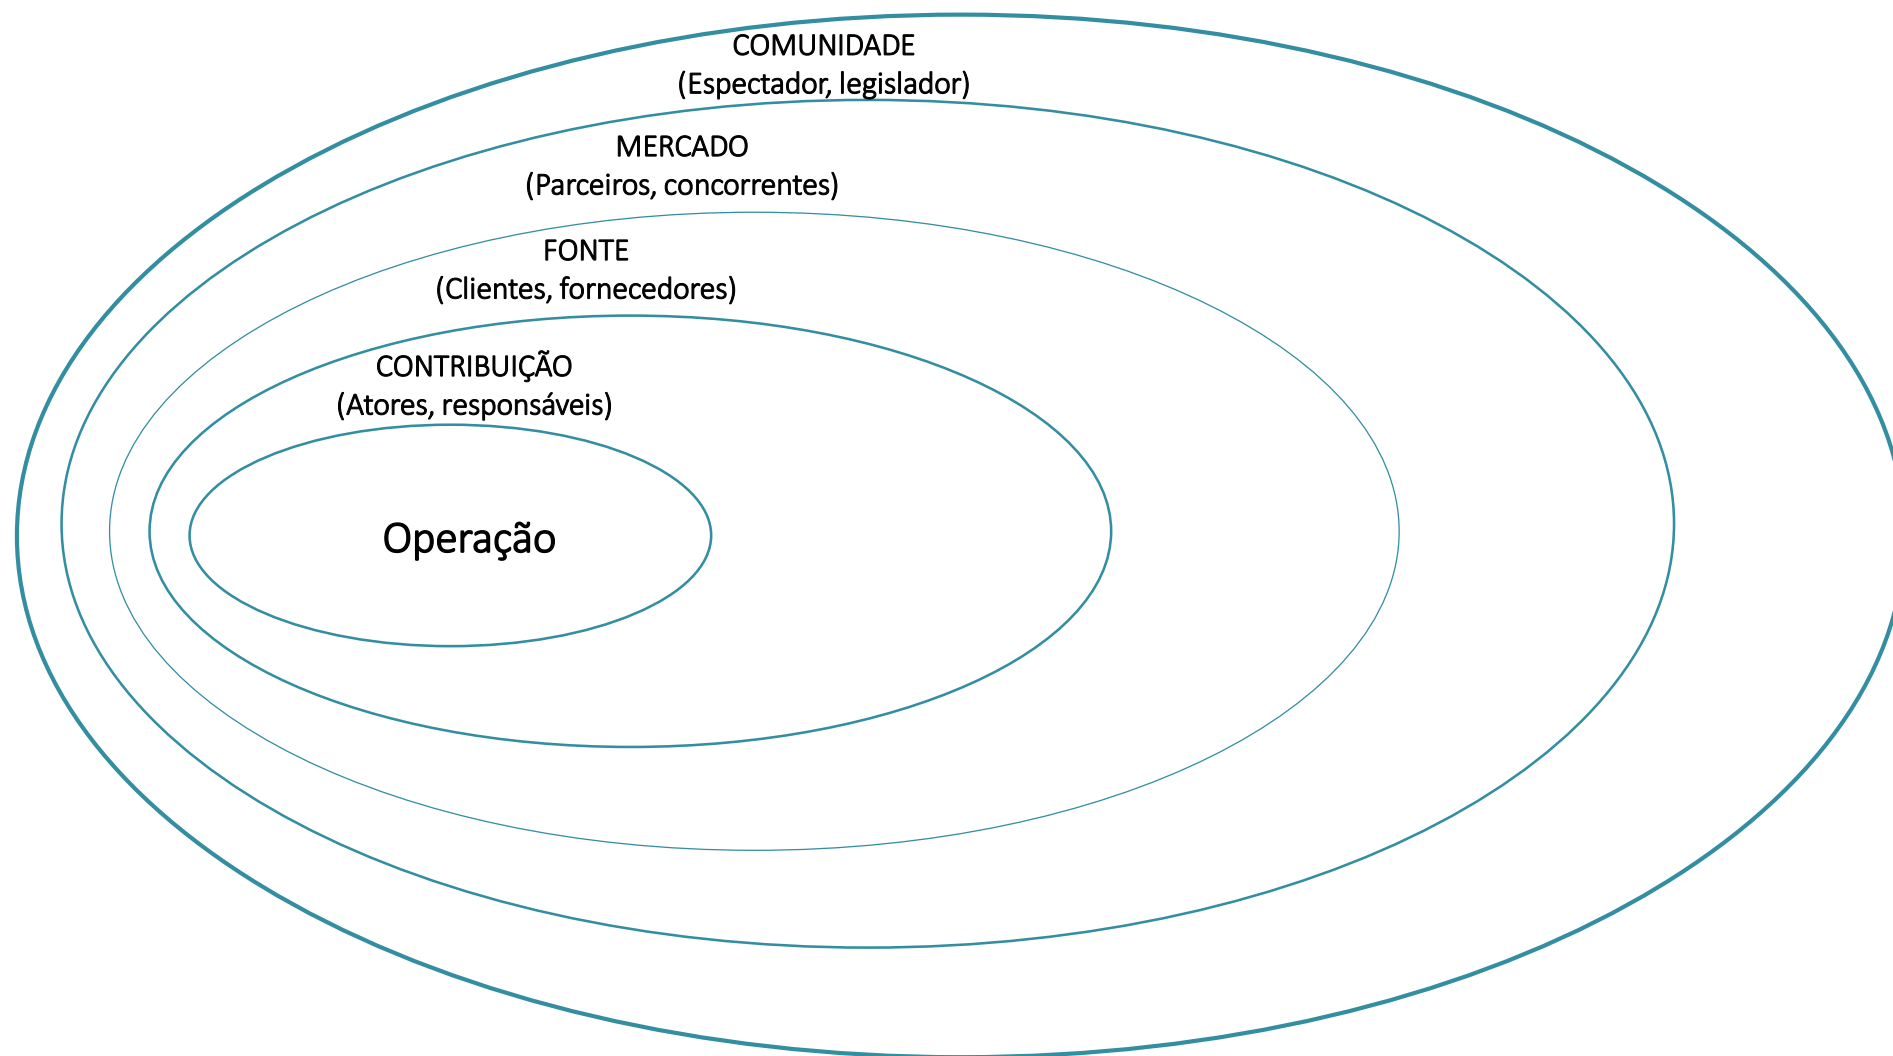 COMUNIDADE
(Espectador, legislador)
MERCADO
(Parceiros, concorrentes)
FONTE
(Clientes, fornecedores)
CONTRIBUIÇÃO
(Atores, responsáveis)
Operação